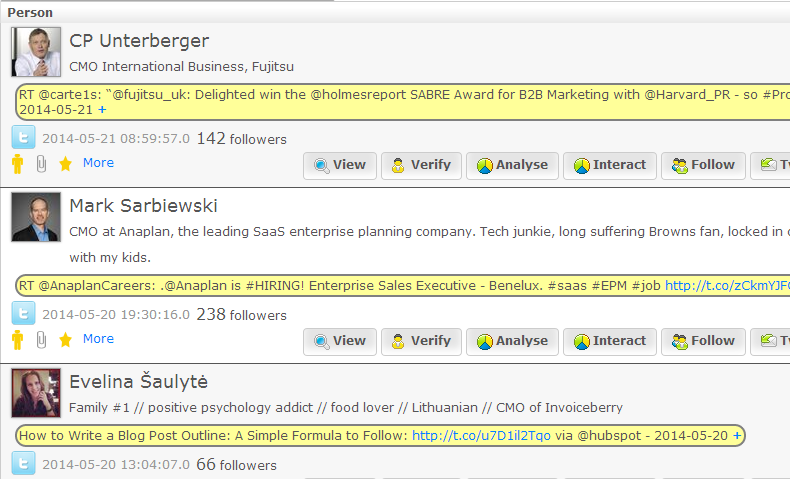 Person
CP Unterberger
CMO International Business, Fujitsu
RT @carte1s: “@fujitsu_uk: Delighted won the @holmesreport SABRE Award for B2B Marketing with @Harvard_PR - so #Pro
2014-05-21 +
2014-05-21 08:59:57.0 142 followers
More View Verify Analyse Interact Follow
Mark Sarbiewski
CMO at Anaplan, the leading SaaS enterprise planning company. Tech junkie, long suffering Browns fan, locked in
with my kids.
RT @AnaplanCareers: .@Anaplan is #HIRING! Enterprise Sales Executive - Benelux. #saas #EPM #job http://t.co/zCkmYJF
2014-05-20 19:30:16.0 238 followers
More View Verify Analyse Interact Follow
Evelina Šaulytė
Family #1 // positive psychology addict // food lover // Lithuanian // CMO of Invoiceberry
How to Write a Blog Post Outline: A Simple Formula to Follow: http://t.co/u7D1il2Tqo via @hubspot - 2014-05-20 +
2014-05-20 13:04:07.0 66 followers